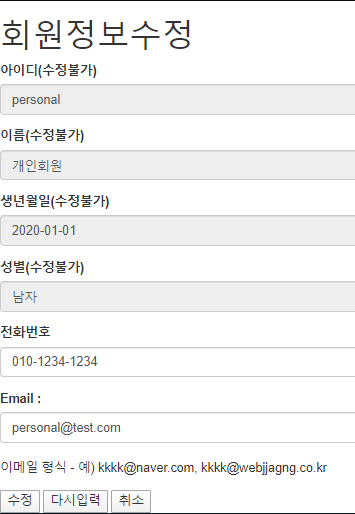 회원정보수정
아이디(수정불가)
personal
이름(수정불가)
개인회원
생년월일(수정불가)
2020-01-01
성별(수정불가)
남자
전화번호
010-1234-1234
Email :
personal@test.com
이메일 형식 - 예) kkkk@naver.com, kkkk@webjjagng.co.kr
수정 다시입력 취소